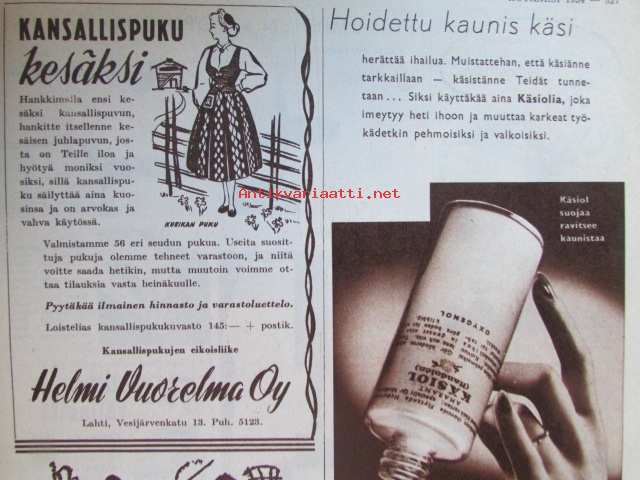 KANSALLISPUKU
kesäksi
Hankkimalla ensi ke-
säksi kansallispuvun,
hankitte itsellenne ke-
säisen juhlapuvun, jos-
ta on Teille iloa ja
hyötyä moniksi vuo-
siksi, sillä kansallispu-
ku säilyttää aina kuo-
sinsa ja on arvokas ja
vahva käytössä.
KURIKAN PUKU
Valmistamme 56 eri seudun pukua. Useita suosit-
tuja pukuja olemme tehneet varastoon, ja niitä
voitte saada hetikin, mutta muutoin voimme ot-
taa tilauksia vasta heinäkuulle.
Pyytäkää ilmainen hinnasto ja varastoluettelo.
Loistelias kansallispukukuvasto 145:— + postik.
Kansallispukujen eikoisliike
Helmi Vuorelma Oy
Lahti, Vesijärvenkatu 13. Puh. 5123.
Hoidettu kaunis käsi
herättää ihailua. Muistattehan, että käsiänne
tarkkaillaan — käsistänne Teidät tunne-
taan... Siksi käyttäkää aina Käsiolia, joka
imeytyy heti ihoon ja muuttaa karkeat työ-
kädetkin pehmoisiksi ja valkoisiksi.
Antikvariaatti.net
Käsiol
suojaa
ravitsee
kaunistaa
KÄSIOL
(Handolen)
AMARANT
OXYGENOL